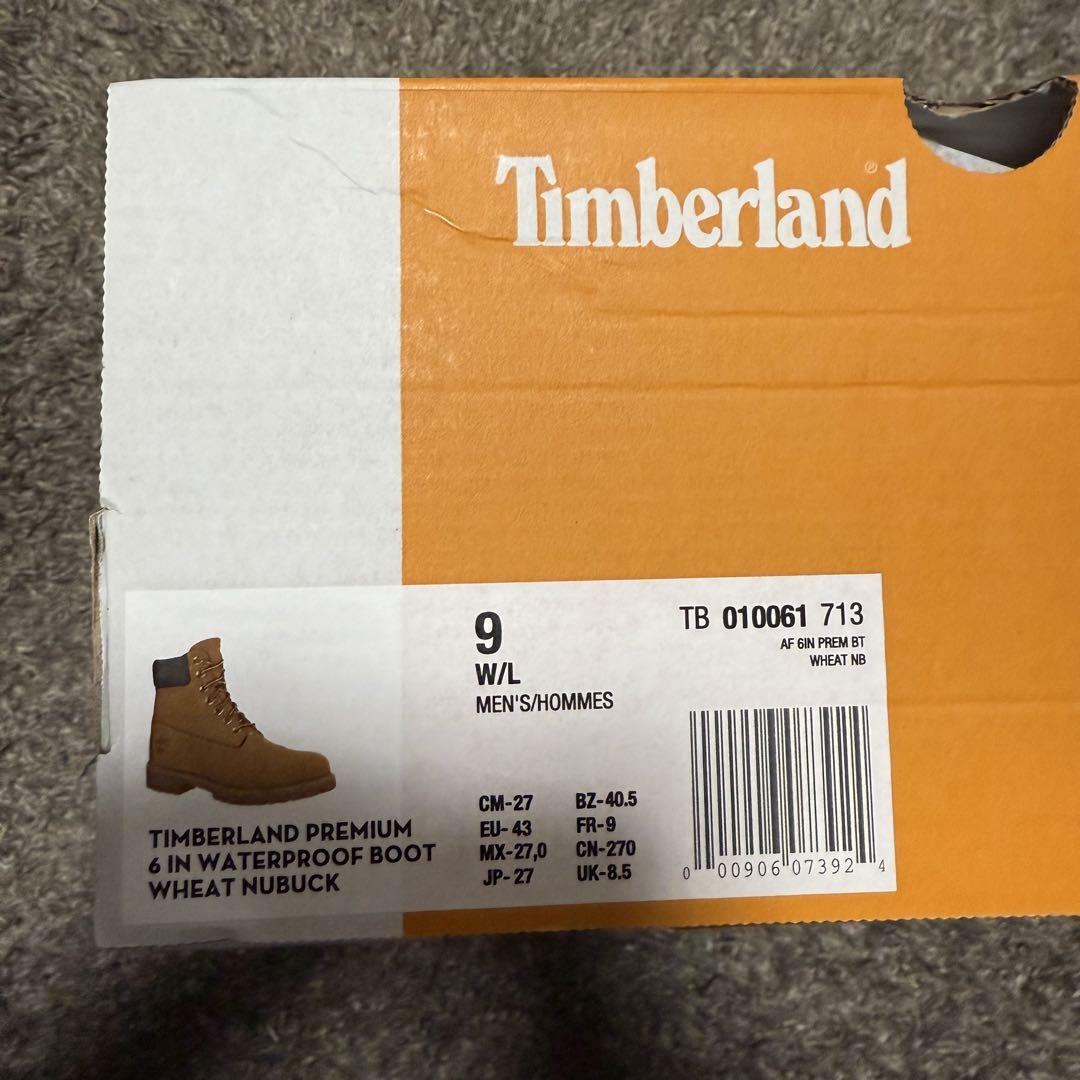 Timberland®
9
W/L
MEN'S/HOMMES
TB 010061 713
AF 6IN PREM BT
WHEAT NB
CM-27 BZ-40.5
EU-43 FR-9
MX-27,0 CN-270
JP-27 UK-8.5
0 00906 07392 4
TIMBERLAND PREMIUM
6 IN WATERPROOF BOOT
WHEAT NUBUCK